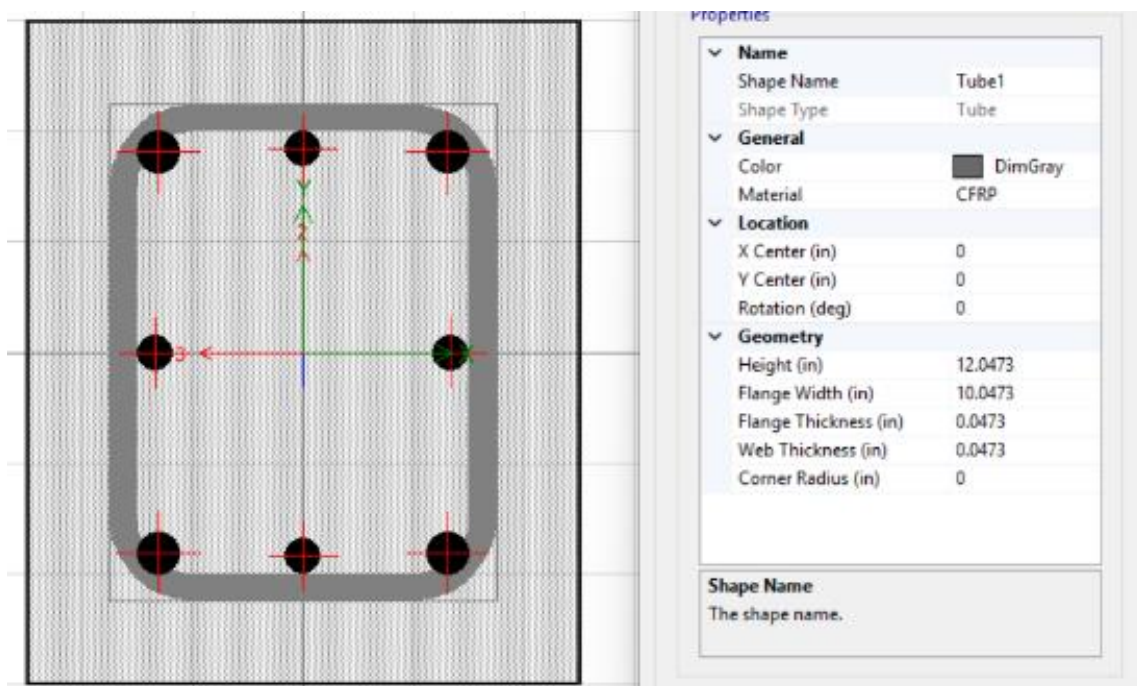 Properties
Name
Shape Name Tube1
Shape Type Tube
General
Color DimGray
Material CFRP
Location
X Center (in) 0
Y Center (in) 0
Rotation (deg) 0
Geometry
Height (in) 12.0473
Flange Width (in) 10.0473
Flange Thickness (in) 0.0473
Web Thickness (in) 0.0473
Corner Radius (in) 0
Shape Name
The shape name.
Y
2
3
X